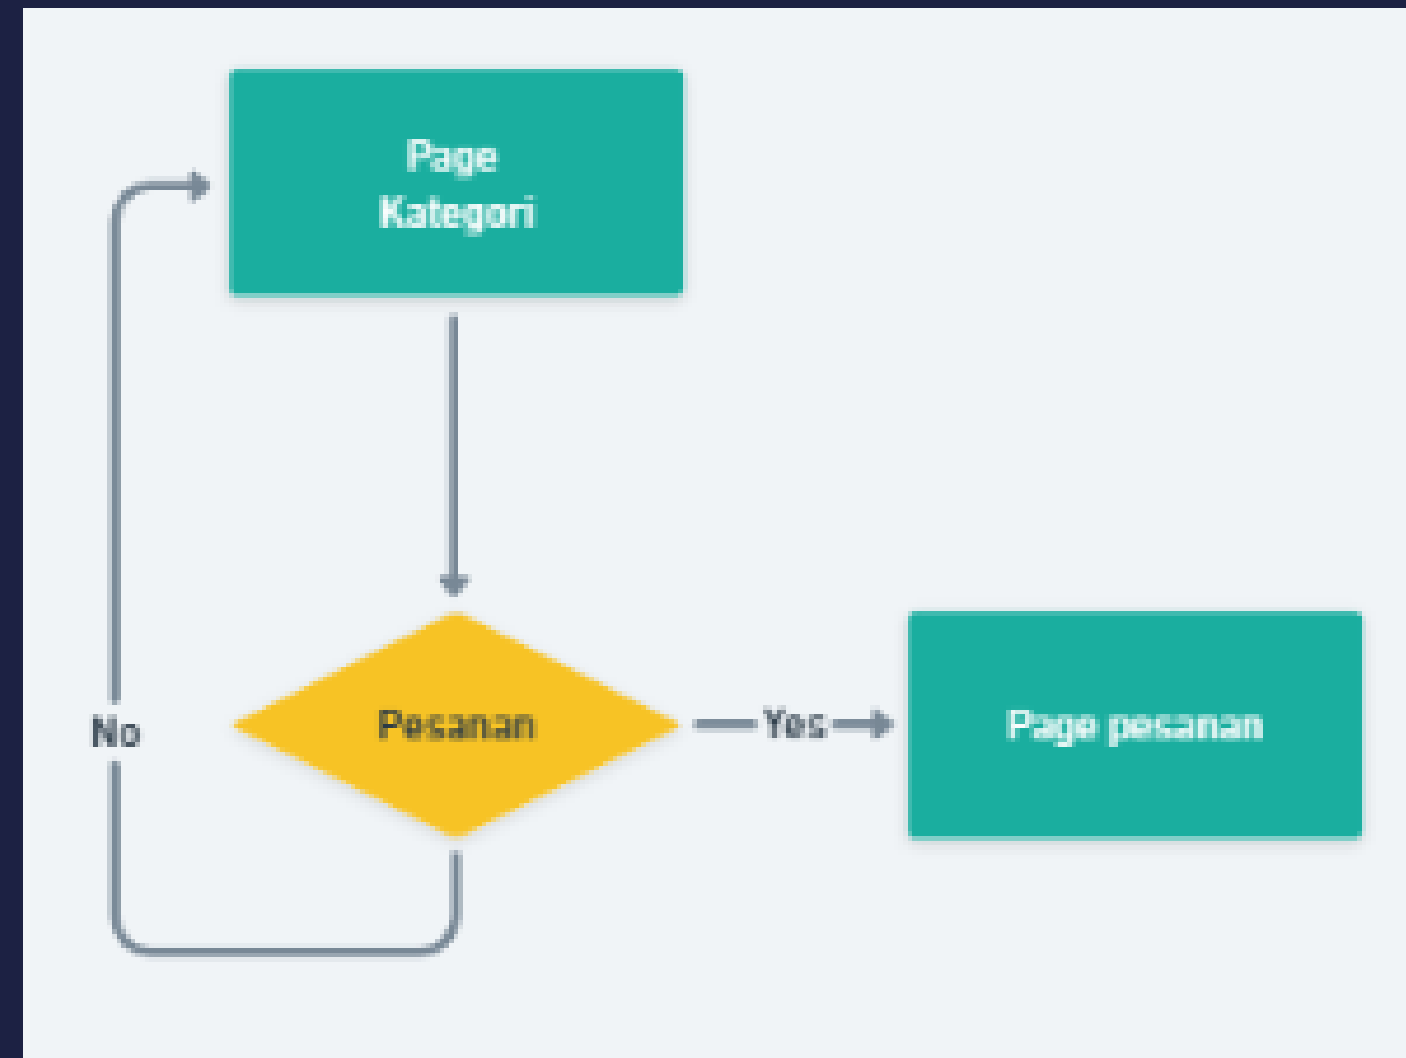 Page
Kategori
No
Pesanan
Yes
Page pesanan